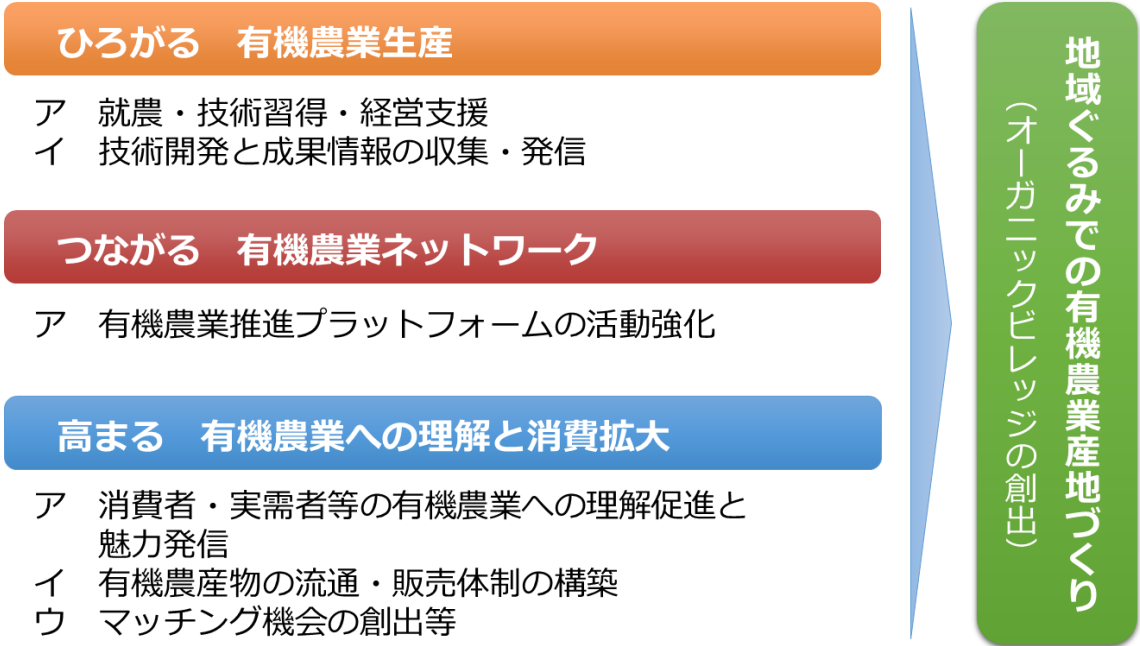 ひろがる　有機農業生産
ア　就農・技術習得・経営支援
イ　技術開発と成果情報の収集・発信
つながる　有機農業ネットワーク
ア　有機農業推進プラットフォームの活動強化
高まる　有機農業への理解と消費拡大
ア　消費者・実需者等の有機農業への理解促進と
魅力発信
イ　有機農産物の流通・販売体制の構築
ウ　マッチング機会の創出等
地域ぐるみでの有機農業産地づくり
（オーガニックビレッジの創出）